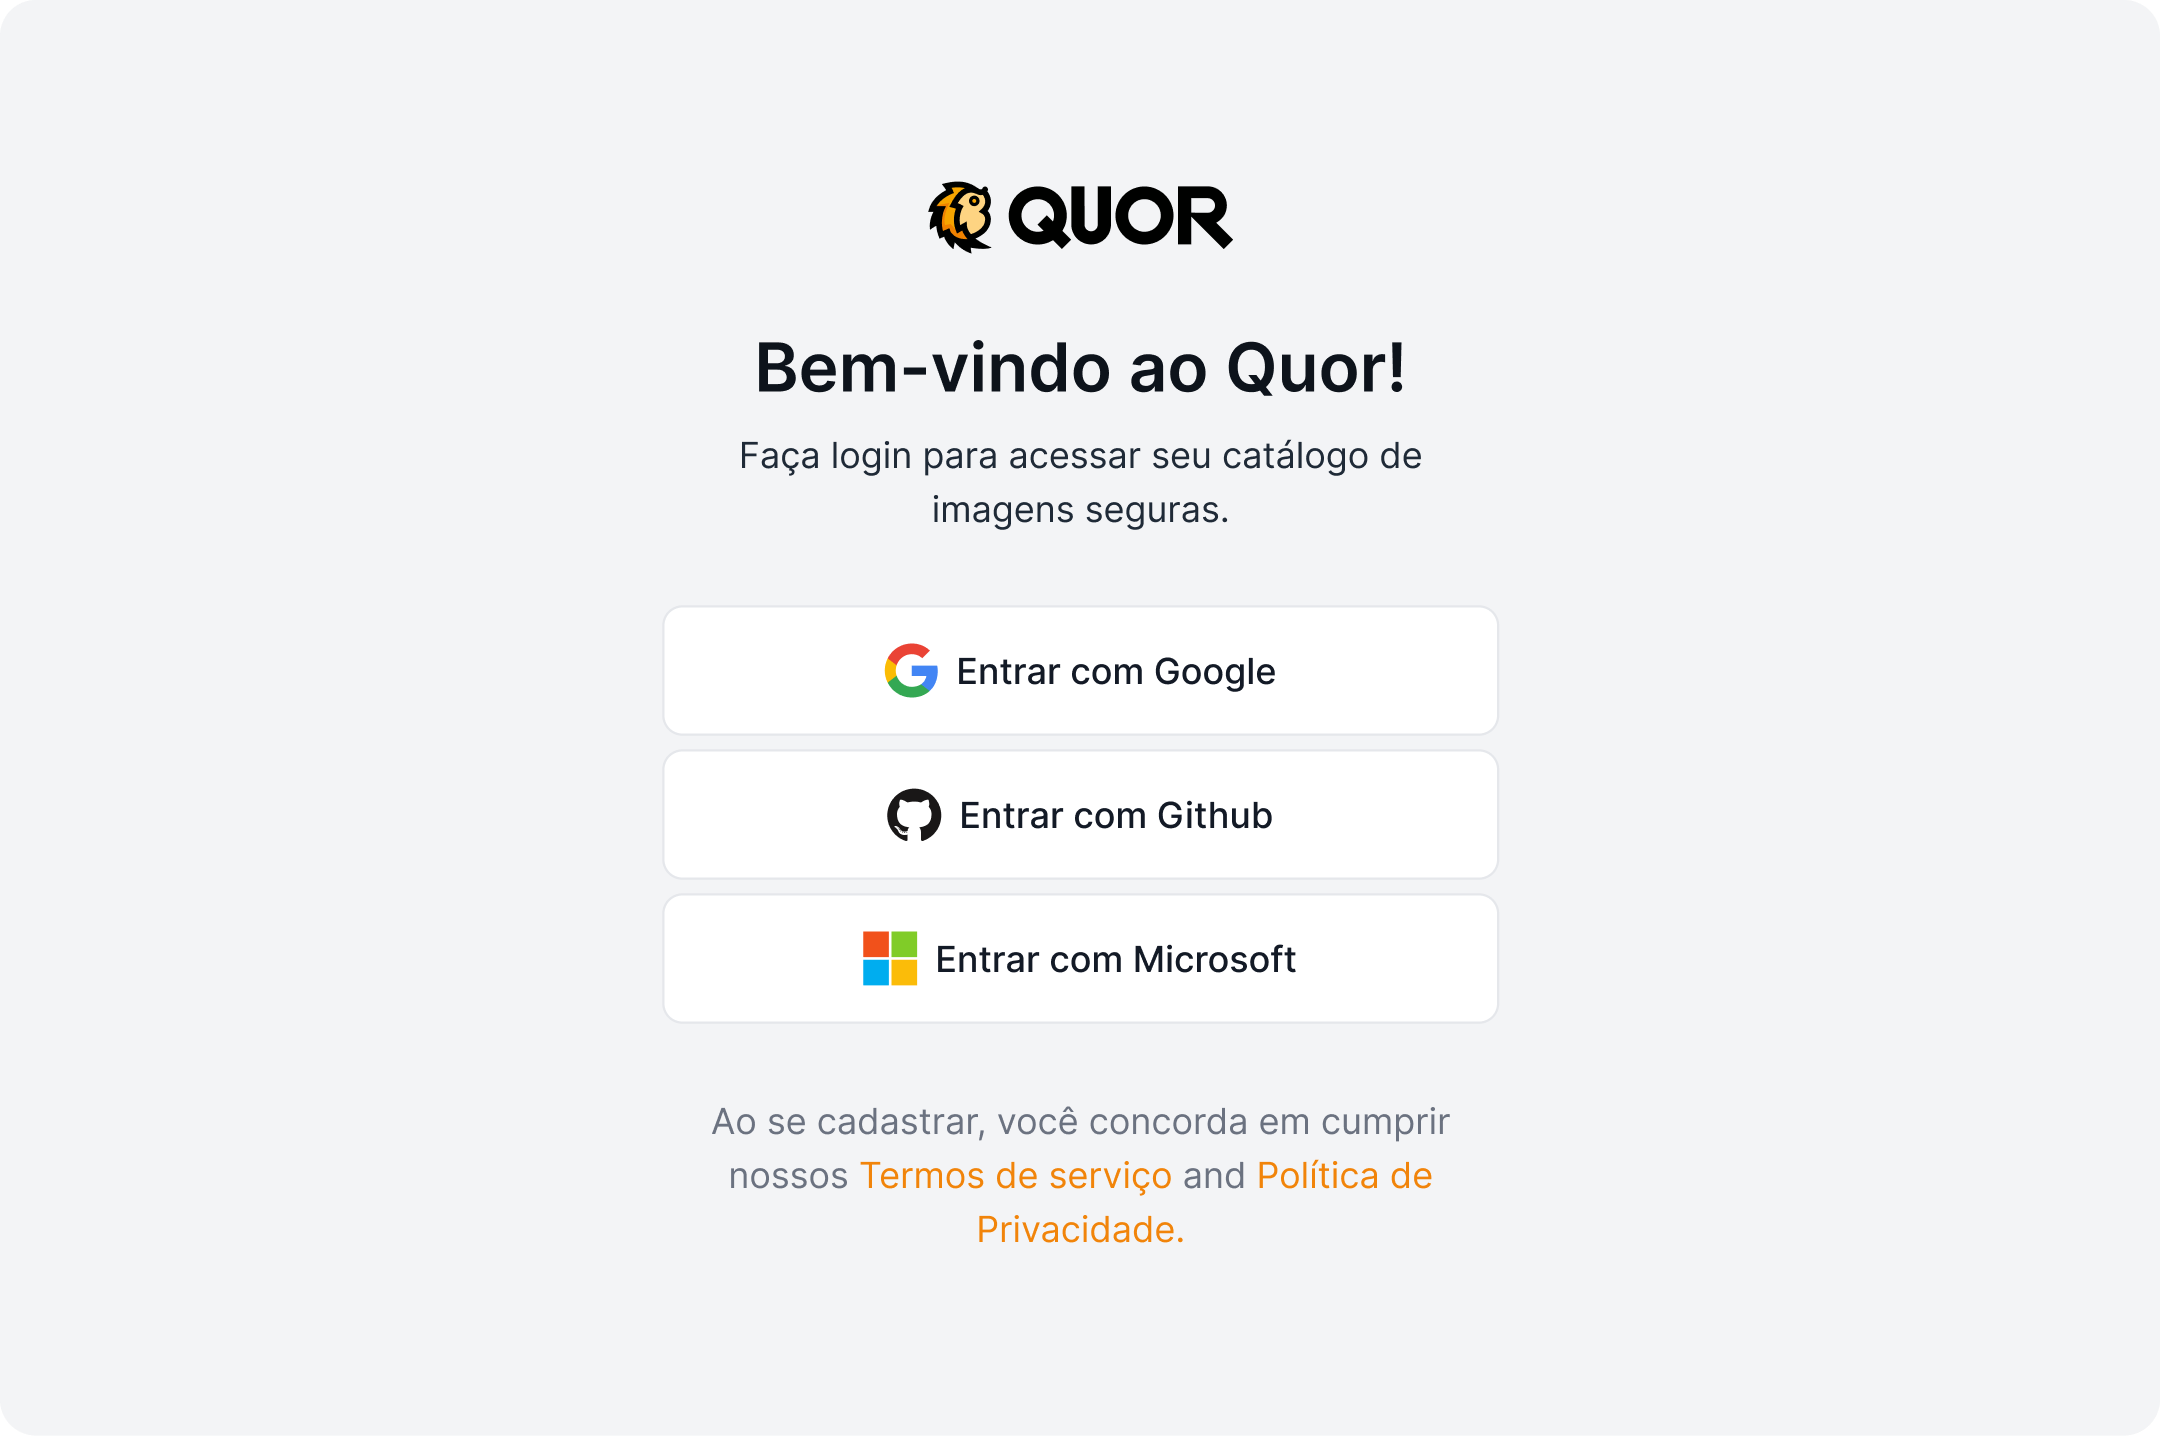 QUOR
Bem-vindo ao Quor!
Faça login para acessar seu catálogo de
imagens seguras.
Entrar com Google
Entrar com Github
Entrar com Microsoft
Ao se cadastrar, você concorda em cumprir
nossos Termos de serviço and Política de
Privacidade.